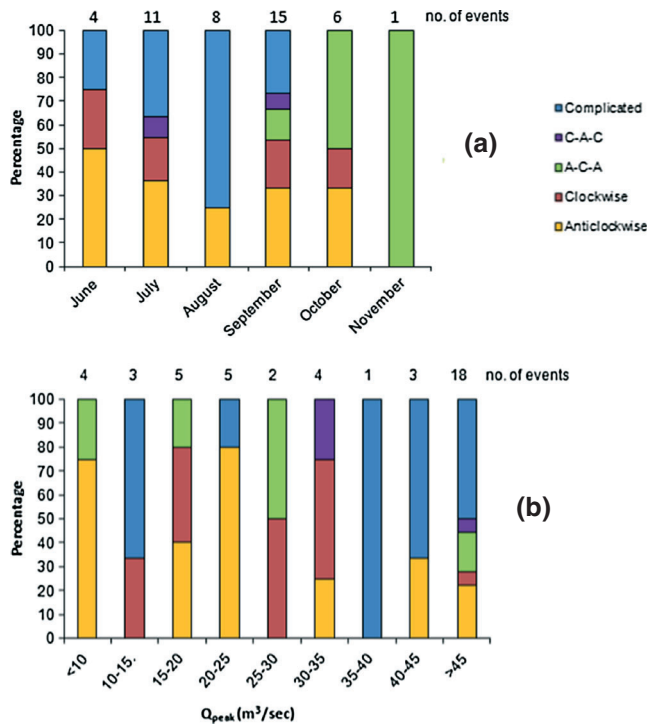 4 11 8 15 6 1 no. of events
100
90
80
70
60
50
40
30
20
10
0
Percentage
June July August September October November
(a)
Complicated
C-A-C
A-C-A
Clockwise
Anticlockwise
4 3 5 5 2 4 1 3 18 no. of events
100
90
80
70
60
50
40
30
20
10
0
Percentage
<10 10-15. 15-20 20-25 25-30 30-35 35-40 40-45 >45
Qpeak (m³/sec)
(b)